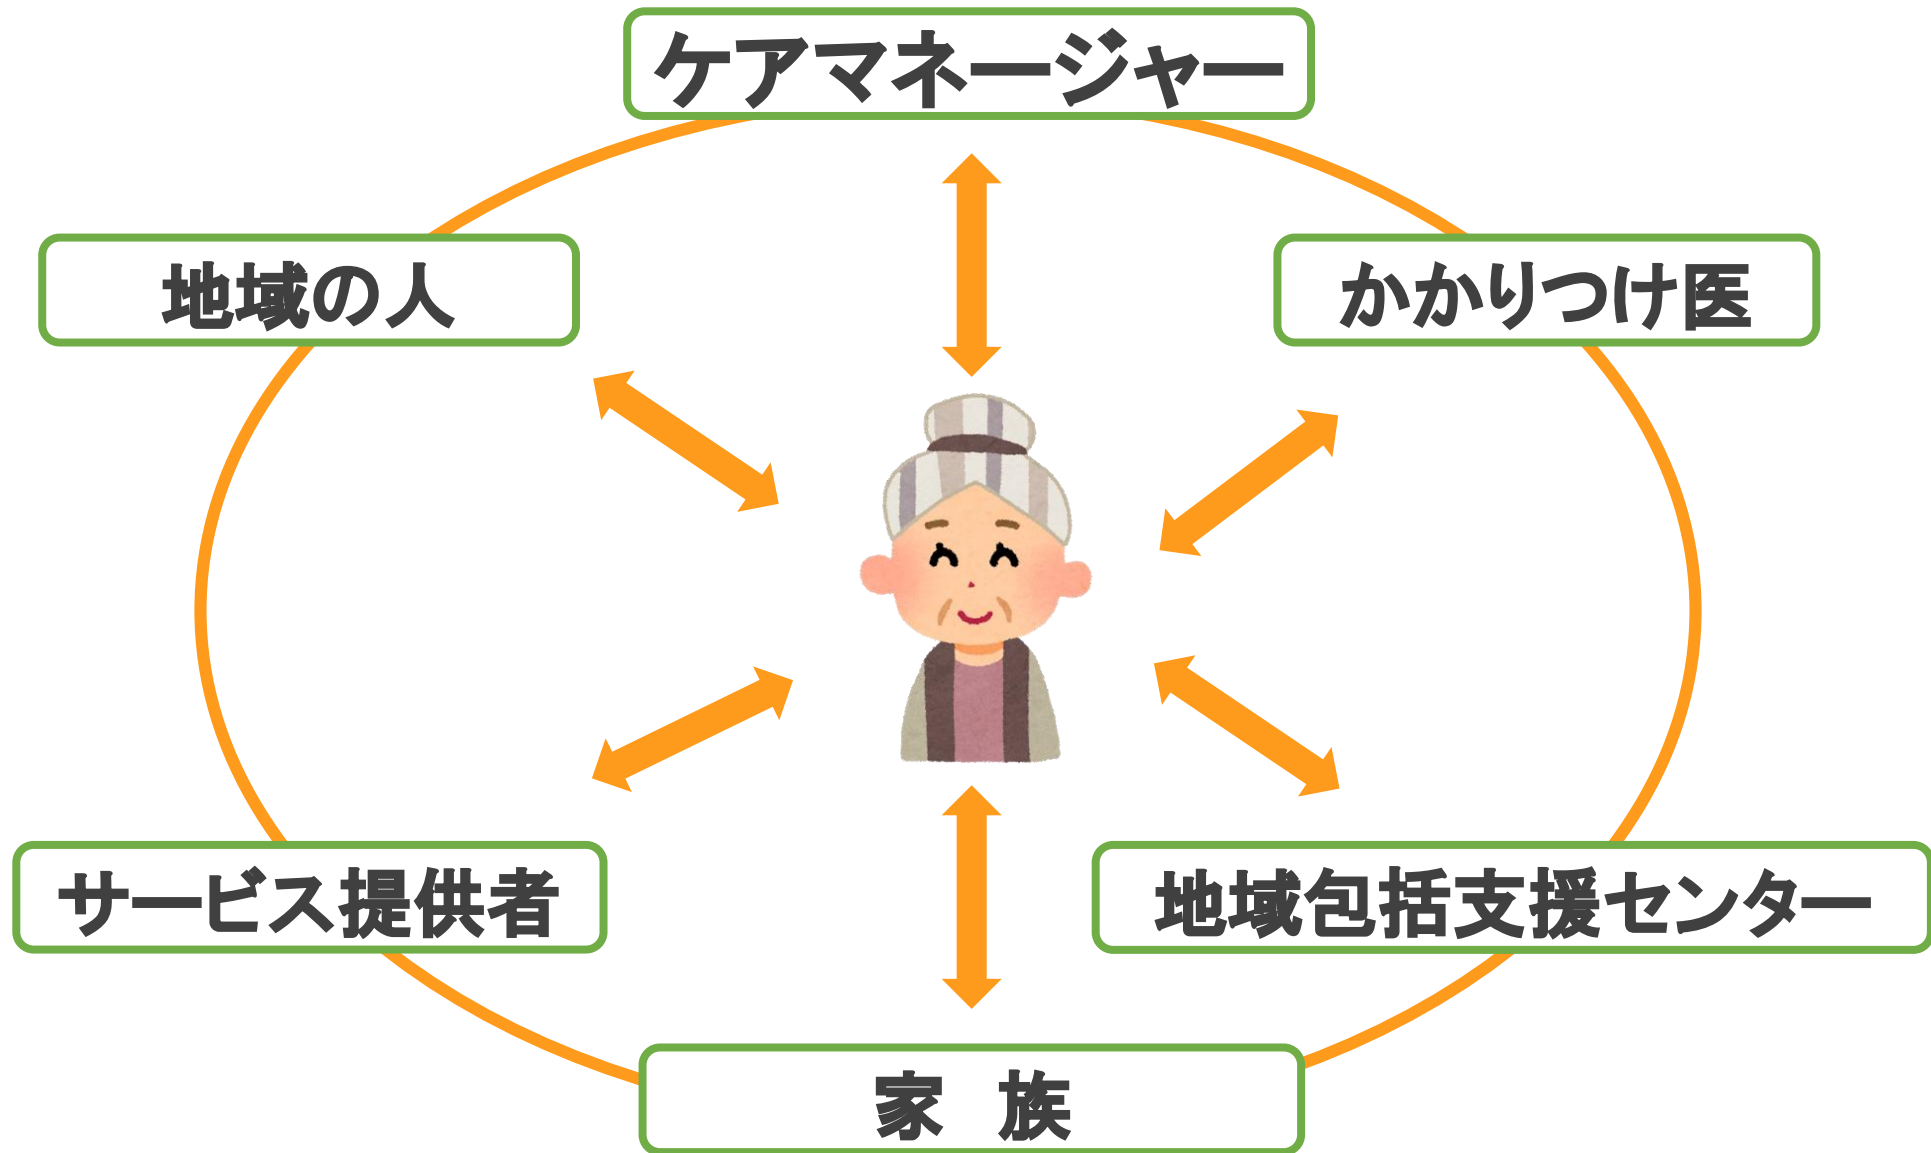 ケアマネージャー
地域の人
かかりつけ医
サービス提供者
地域包括支援センター
家　族